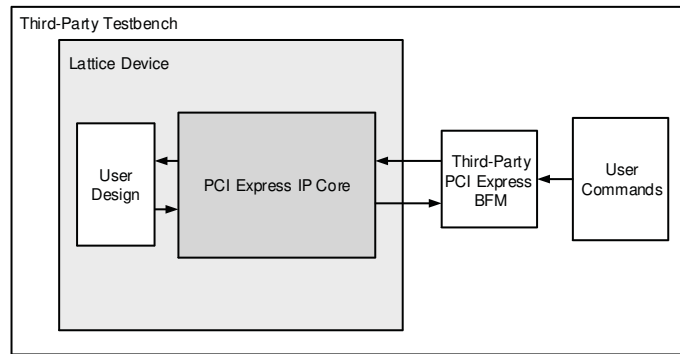 Third-Party Testbench
Lattice Device
User
Design
PCI Express IP Core
Third-Party
PCI Express
BFM
User
Commands